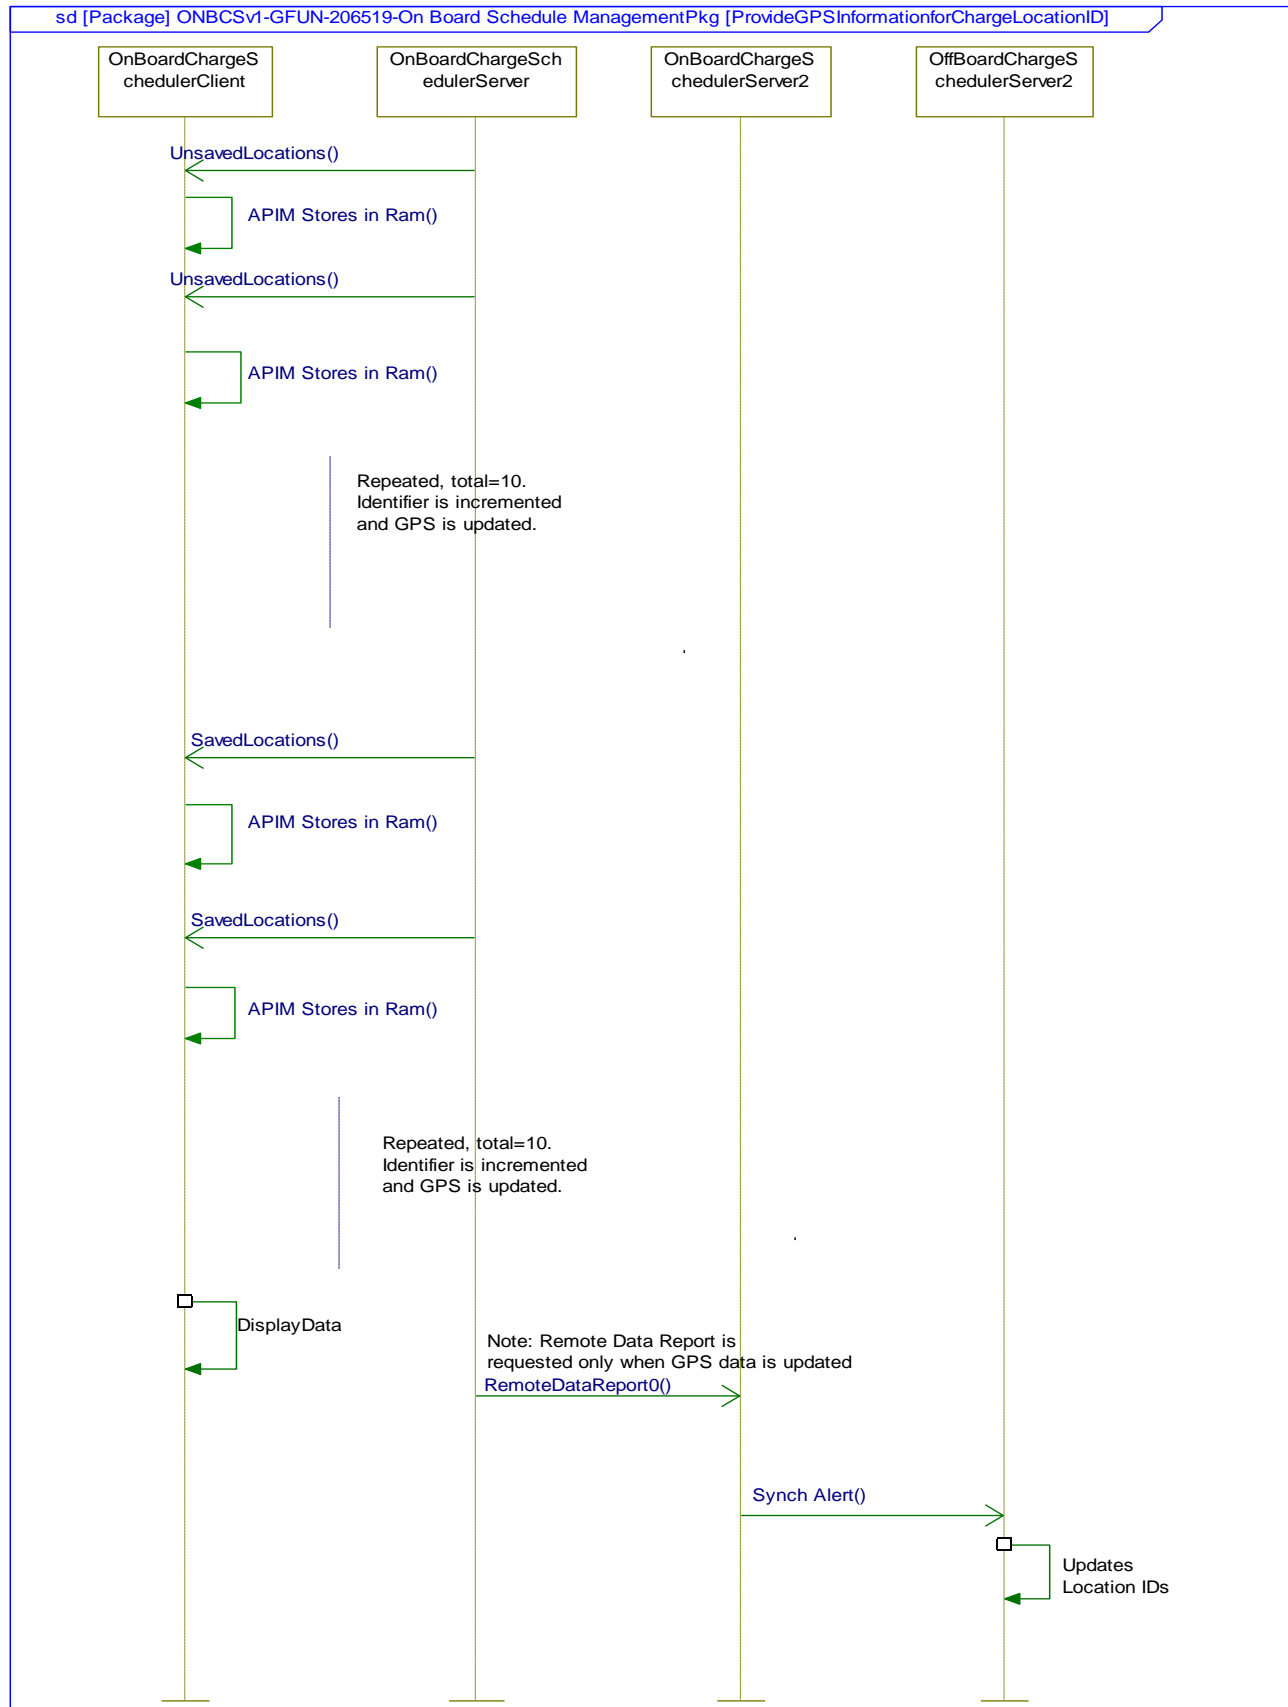 sd [Package] ONBCSv1-GFUN-206519-On Board Schedule ManagementPkg [ProvideGPSInformationforChargeLocationID]
OnBoardChargeS
chedulerClient
OnBoardChargeSch
edulerServer
OnBoardChargeS
chedulerServer2
OffBoardChargeS
chedulerServer2
UnsavedLocations()
APIM Stores in Ram()
UnsavedLocations()
APIM Stores in Ram()
Repeated, total=10.
Identifier is incremented
and GPS is updated.
SavedLocations()
APIM Stores in Ram()
SavedLocations()
APIM Stores in Ram()
Repeated, total=10.
Identifier is incremented
and GPS is updated.
DisplayData
Note: Remote Data Report is
requested only when GPS data is updated
RemoteDataReport0()
Synch Alert()
Updates
Location IDs